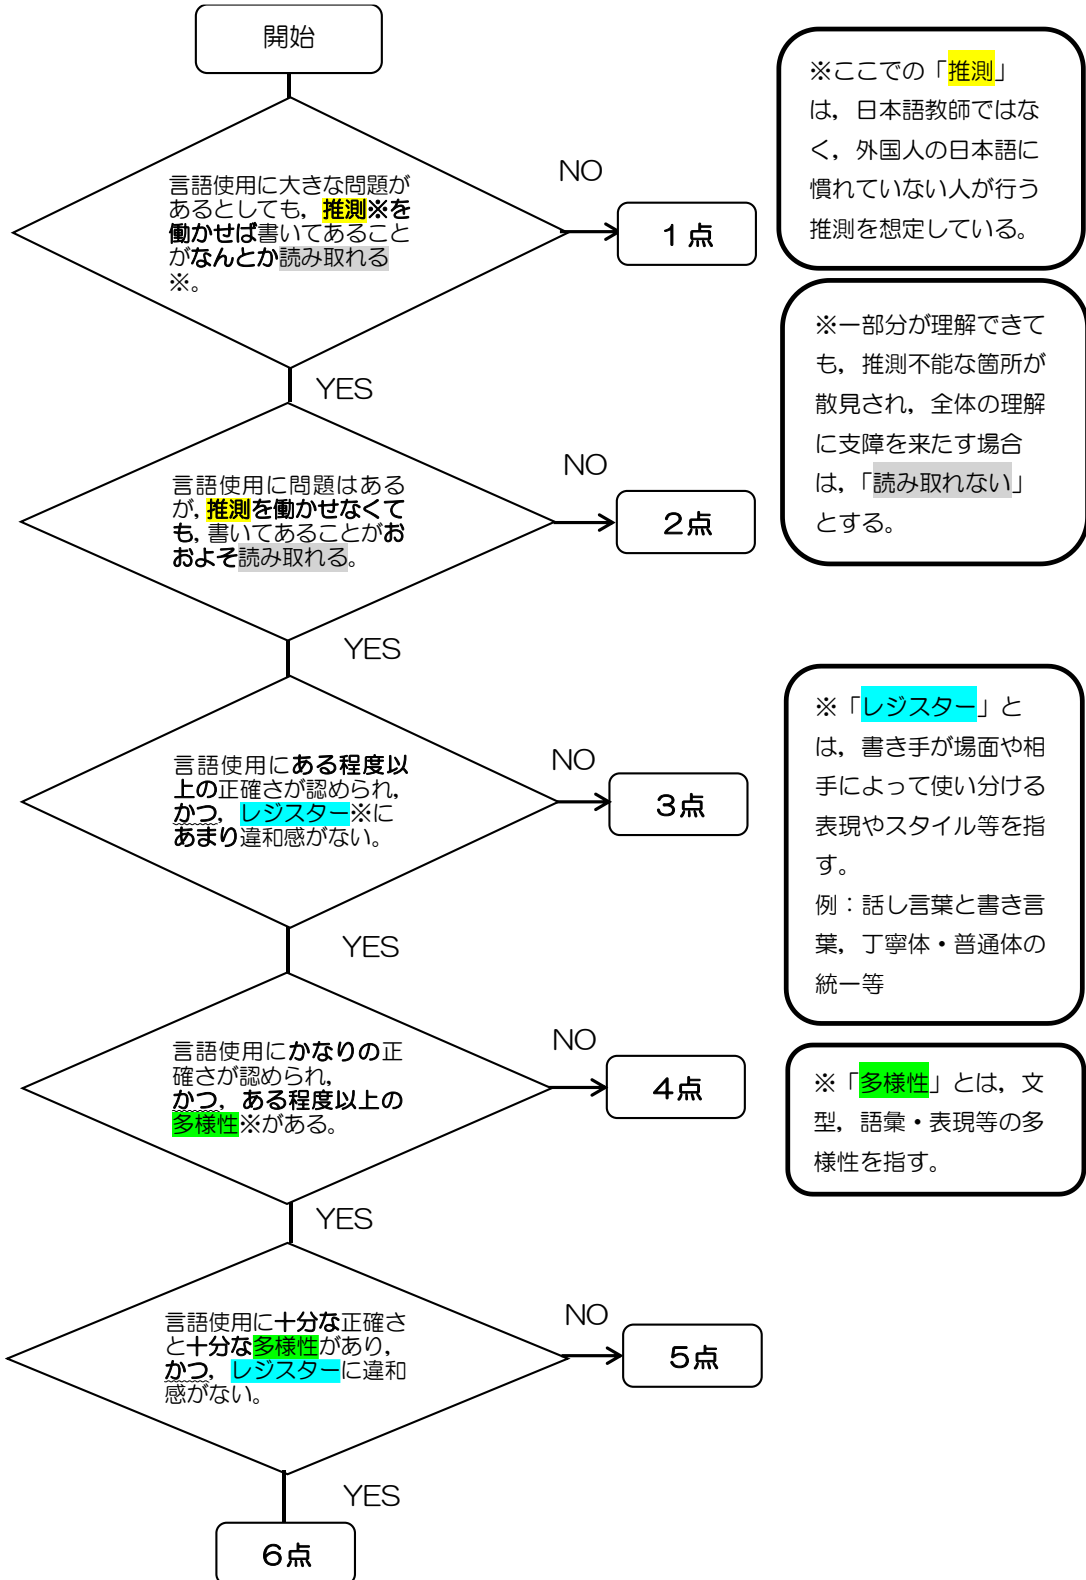 開始
言語使用に大きな問題が
あるとしても，推測※を
働かせば書いてあること
がなんとか読み取れる
※。
NO
1点
※ここでの「推測」
は，日本語教師ではな
く，外国人の日本語に
慣れていない人が行う
推測を想定している。
YES
言語使用に問題はある
が，推測を働かせなくて
も，書いてあることがお
およそ読み取れる。
NO
2点
※一部分が理解できて
も，推測不能な箇所が
散見され，全体の理解
に支障を来たす場合
は，「読み取れない」
とする。
YES
言語使用にある程度以
上の正確さが認められ，
かつ，レジスター※に
あまり違和感がない。
NO
3点
※「レジスター」と
は，書き手が場面や相
手によって使い分ける
表現やスタイル等を指
す。
例：話し言葉と書き言
葉，丁寧体・普通体の
統一等
YES
言語使用にかなりの正
確さが認められ，
かつ，ある程度以上の
多様性※がある。
NO
4点
※「多様性」とは，文
型，語彙・表現等の多
様性を指す。
YES
言語使用に十分な正確さ
と十分な多様性があり，
かつ，レジスターに違和
感がない。
NO
5点
YES
6点